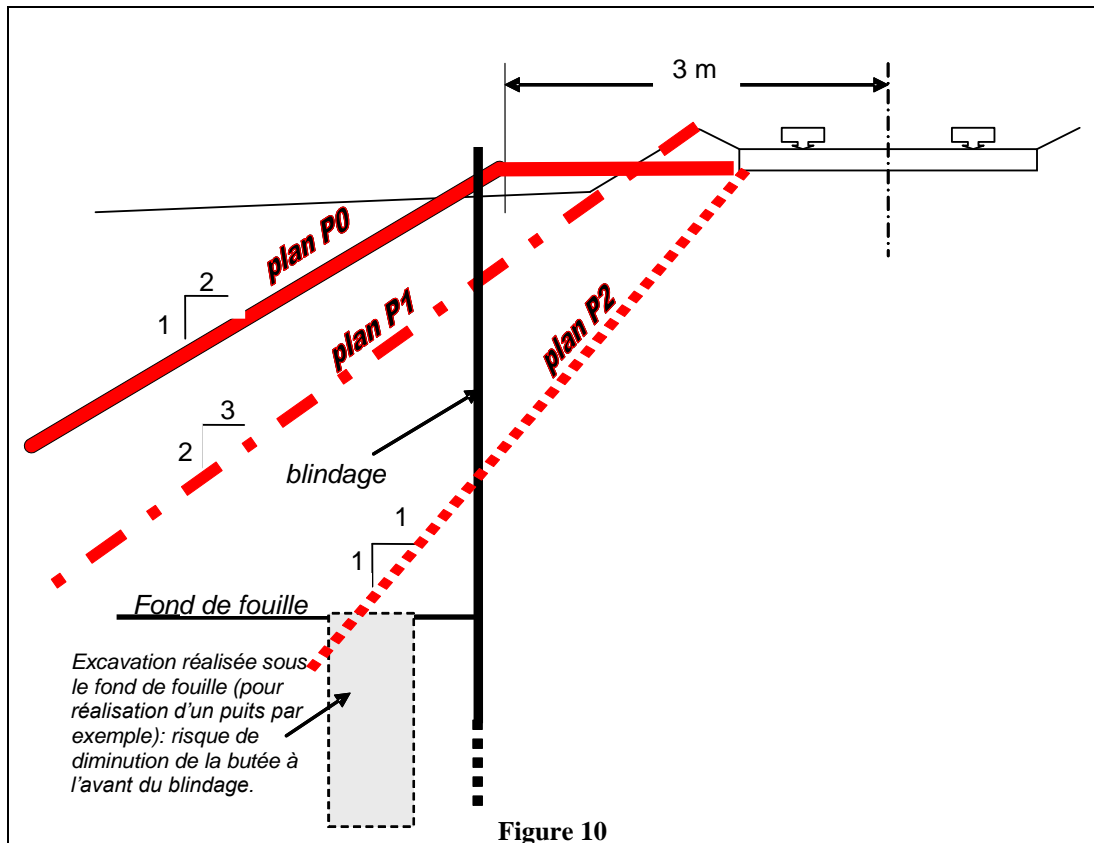 3 m
plan P0
2
1
plan P1
3
2
plan P2
blindage
1
1
Fond de fouille
Excavation réalisée sous
le fond de fouille (pour
réalisation d'un puits par
exemple): risque de
diminution de la butée à
l'avant du blindage.
Figure 10